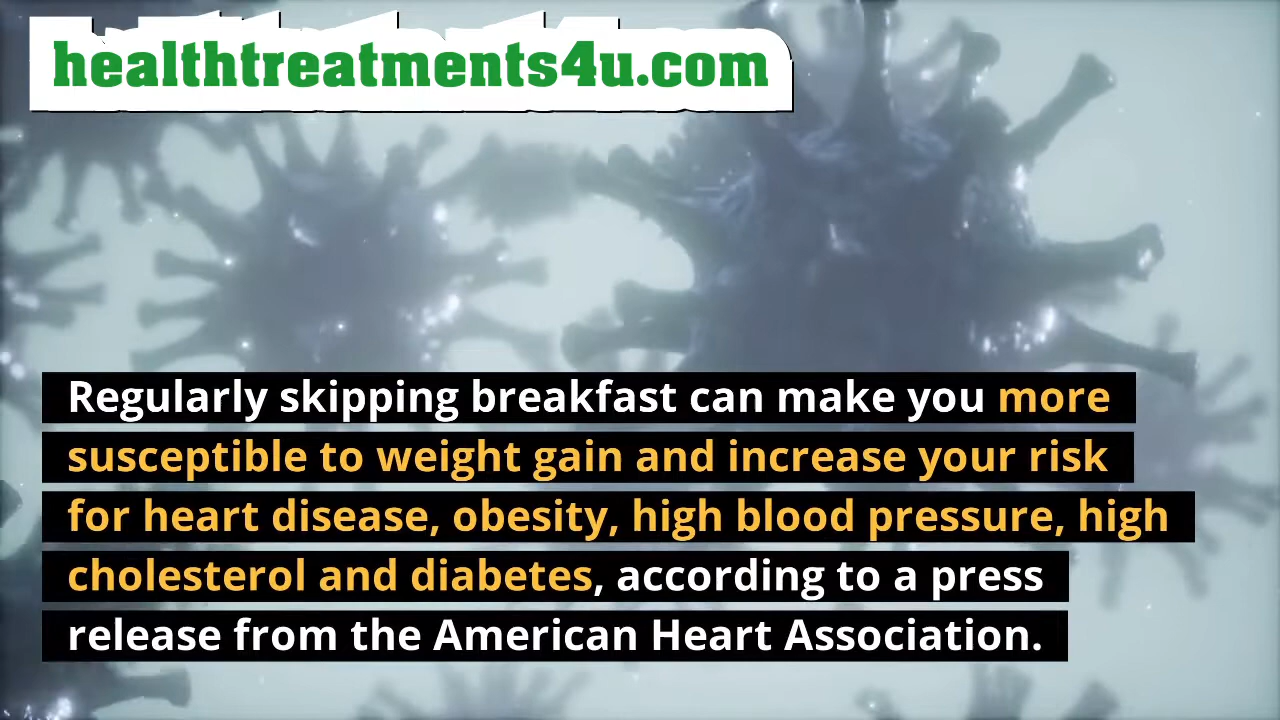 healthtreatments4u.com
Regularly skipping breakfast can make you more
susceptible to weight gain and increase your risk
for heart disease, obesity, high blood pressure, high
cholesterol and diabetes, according to a press
release from the American Heart Association.